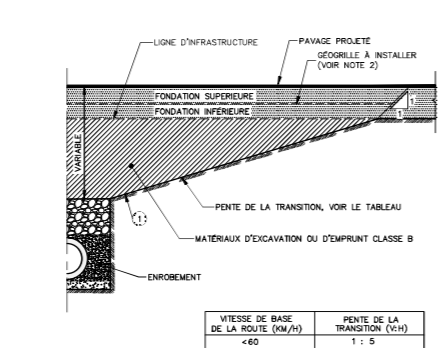 LIGNE D'INFRASTRUCTURE
PAVAGE PROJETÉ
GÉOGRILLE À INSTALLER
(VOIR NOTE 2)
FONDATION SUPERIEURE
FONDATION INFÉRIEURE
1
1
VARIABLE
PENTE DE LA TRANSITION, VOIR LE TABLEAU
1
MATÉRIAUX D'EXCAVATION OU D'EMPRUNT CLASSE B
ENROBEMENT
VITESSE DE BASE
DE LA ROUTE (KM/H)
PENTE DE LA
TRANSITION (V:H)
<60
1 : 5